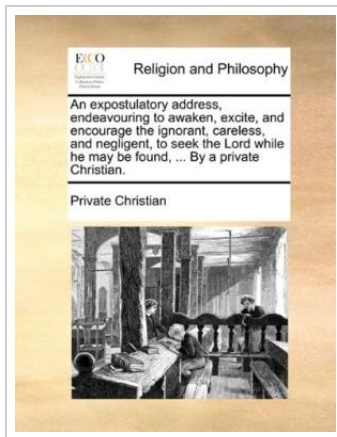 ECCO
Religion and Philosophy
An expostulatory address,
endeavouring to awaken, excite, and
encourage the ignorant, careless,
and negligent, to seek the Lord while
he may be found, ... By a private
Christian.
Private Christian